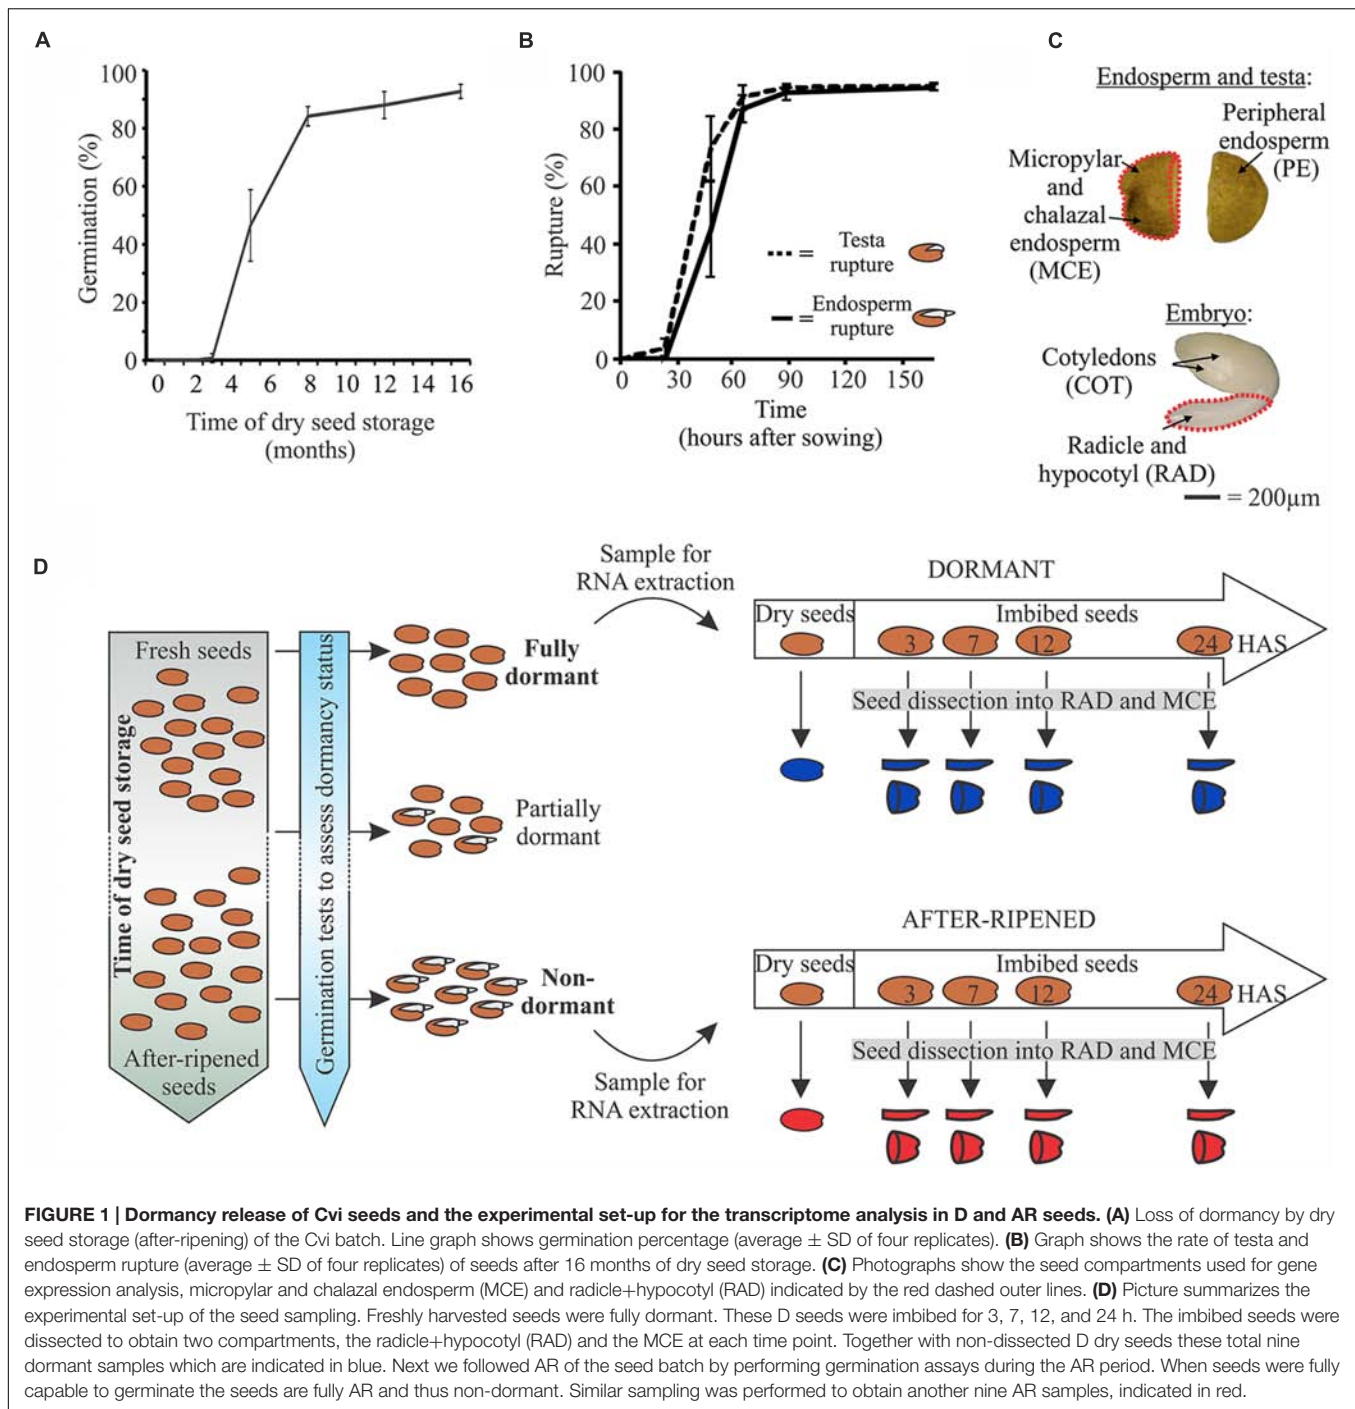 A
100
80
60
40
20
0
Germination (%)
0 2 4 6 8 10 12 14 16
Time of dry seed storage
(months)
B
100
80
60
40
20
0
Rupture (%)
0 30 60 90 120 150
Time
(hours after sowing)
= Testa
rupture
= Endosperm
rupture
C
Endosperm and testa:
Peripheral
endosperm
(PE)
Micropylar
and
chalazal
endosperm
(MCE)
Embryo:
Cotyledons
(COT)
Radicle and
hypocotyl (RAD)
= 200µm
D
Time of dry seed storage
Fresh seeds
After-ripened
seeds
Germination tests to assess dormancy status
Fully
dormant
Partially
dormant
Non-
dormant
Sample for
RNA extraction
Sample for
RNA extraction
DORMANT
Dry seeds Imbibed seeds
3 7 12 24 HAS
Seed dissection into RAD and MCE
AFTER-RIPENED
Dry seeds Imbibed seeds
3 7 12 24 HAS
Seed dissection into RAD and MCE
FIGURE 1 | Dormancy release of Cvi seeds and the experimental set-up for the transcriptome analysis in D and AR seeds. (A) Loss of dormancy by dry
seed storage (after-ripening) of the Cvi batch. Line graph shows germination percentage (average ± SD of four replicates). (B) Graph shows the rate of testa and
endosperm rupture (average ± SD of four replicates) of seeds after 16 months of dry seed storage. (C) Photographs show the seed compartments used for gene
expression analysis, micropylar and chalazal endosperm (MCE) and radicle+hypocotyl (RAD) indicated by the red dashed outer lines. (D) Picture summarizes the
experimental set-up of the seed sampling. Freshly harvested seeds were fully dormant. These D seeds were imbibed for 3, 7, 12, and 24 h. The imbibed seeds were
dissected to obtain two compartments, the radicle+hypocotyl (RAD) and the MCE at each time point. Together with non-dissected D dry seeds these total nine
dormant samples which are indicated in blue. Next we followed AR of the seed batch by performing germination assays during the AR period. When seeds were fully
capable to germinate the seeds are fully AR and thus non-dormant. Similar sampling was performed to obtain another nine AR samples, indicated in red.